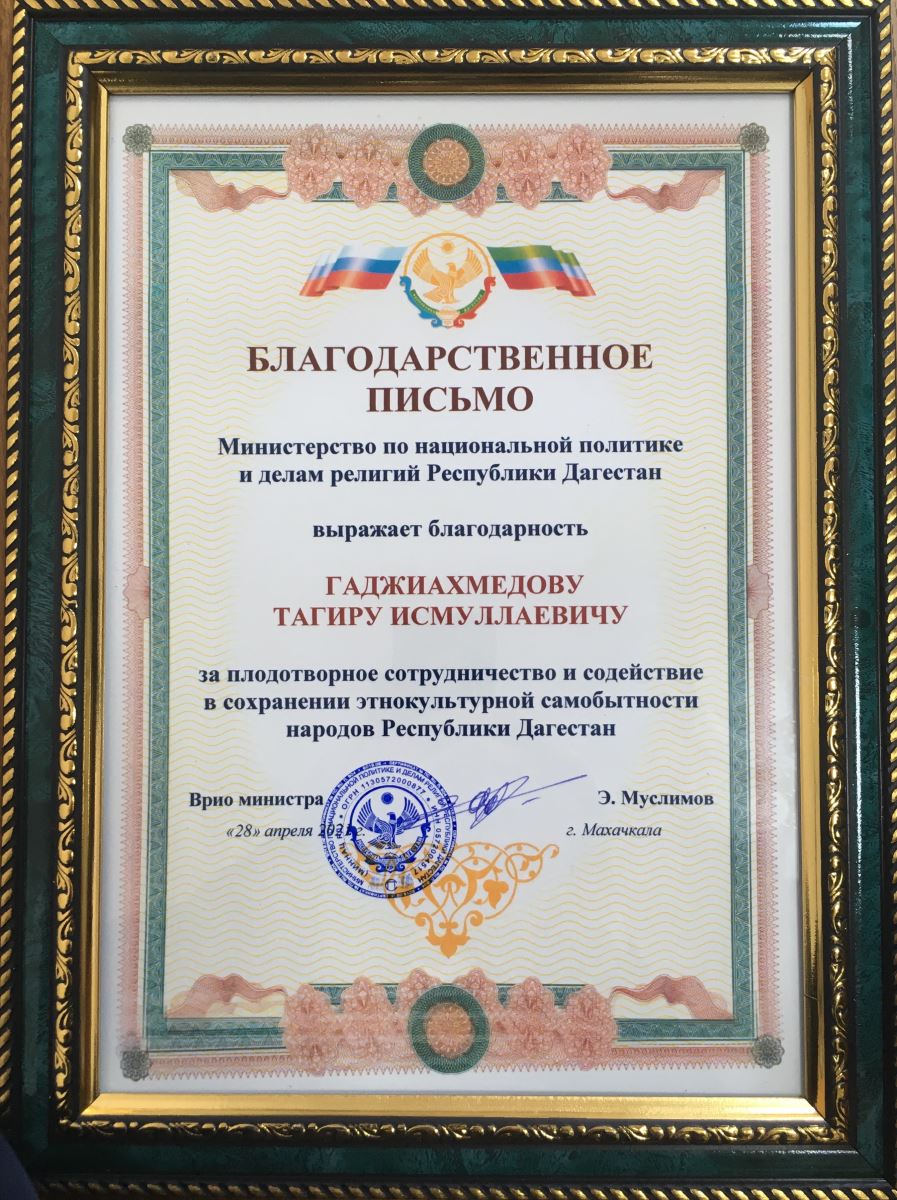 БЛАГОДАРСТВЕННОЕ
ПИСЬМО
Министерство по национальной политике
и делам религий Республики Дагестан
выражает благодарность
ГАДЖИАХМЕДОВУ
ТАГИРУ ИСМУЛЛАЕВИЧУ
за плодотворное сотрудничество и содействие
в сохранении этнокультурной самобытности
народов Республики Дагестан
Врио министра
Э. Муслимов
«28» апреля г.
г. Махачкала